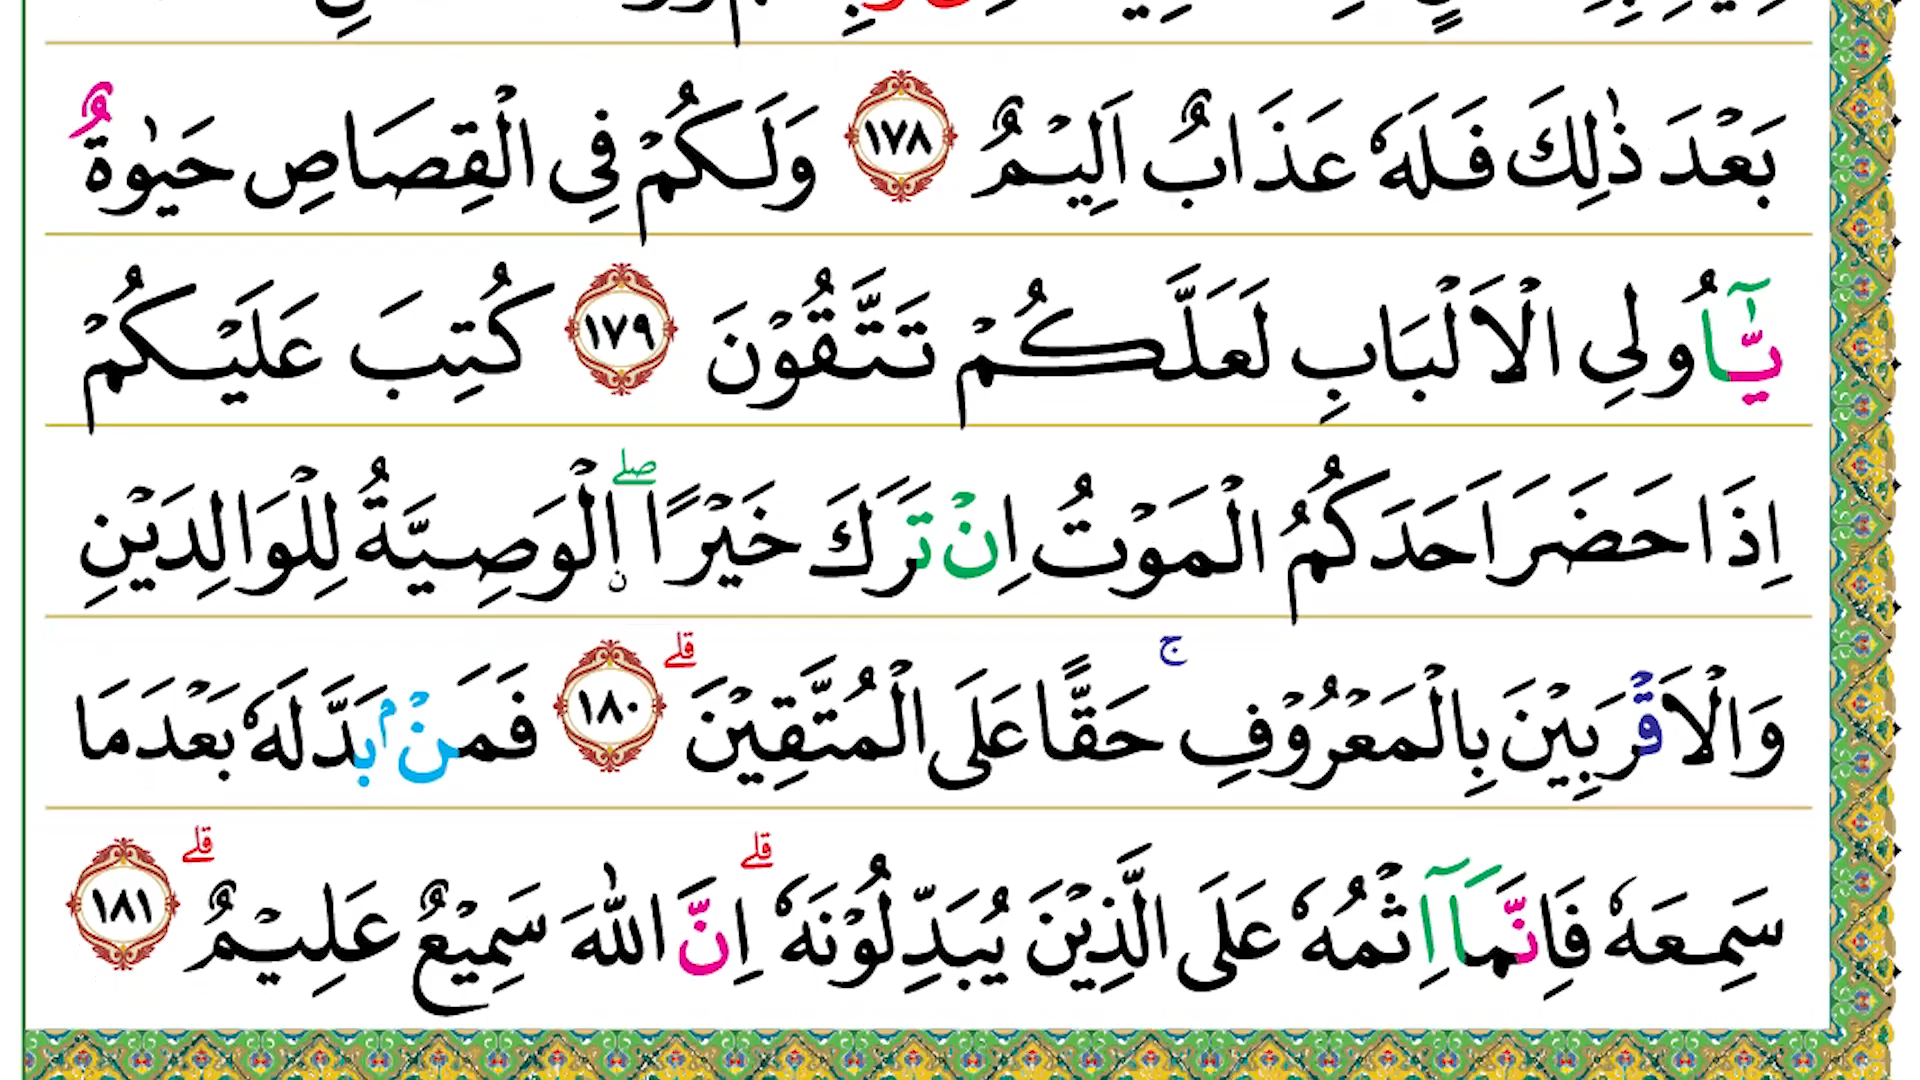 بَعْدَ ذٰلِكَ فَلَهٗ عَذَابٌ اَلِيْمٌ ١٧٨ وَلَكُمْ فِى الْقِصَاصِ حَيٰوةٌ
يّٰۤاُولِى الْاَلْبَابِ لَعَلَّكُمْ تَتَّقُوْنَ ١٧٩ كُتِبَ عَلَيْكُمْ
اِذَا حَضَرَ اَحَدَكُمُ الْمَوْتُ اِنْ تَرَكَ خَيْرًا ۖ اۨلْوَصِيَّةُ لِلْوَالِدَيْنِ
وَالْاَقْرَبِيْنَ بِالْمَعْرُوْفِ ۚ حَقًّا عَلَى الْمُتَّقِيْنَ ۗ ١٨٠ فَمَنْۢ بَدَّلَهٗ بَعْدَ مَا
سَمِعَهٗ فَاِنَّمَاۤ اِثْمُهٗ عَلَى الَّذِيْنَ يُبَدِّلُوْنَهٗ ۗ اِنَّ اللّٰهَ سَمِيْعٌ عَلِيْمٌ ۗ ١٨١